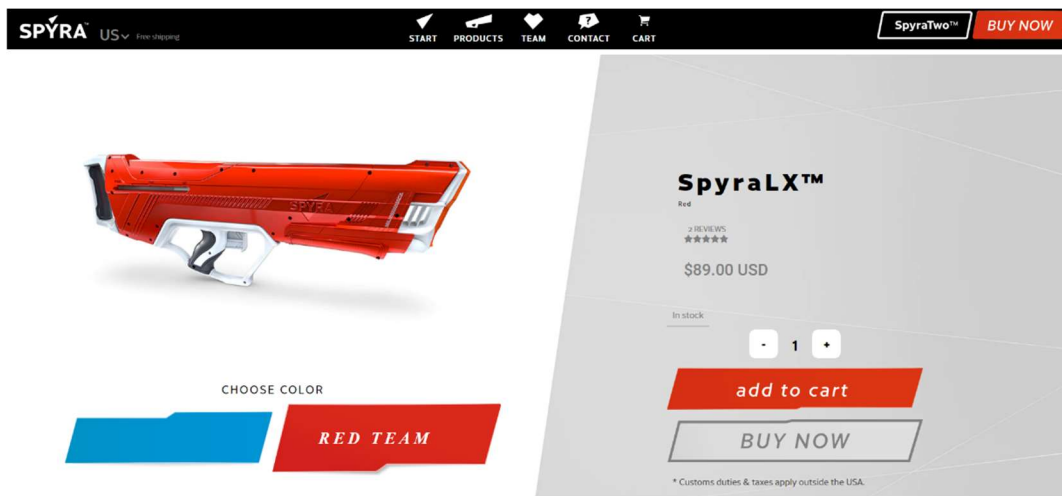 SPYRA™ US Free shipping
START PRODUCTS TEAM CONTACT CART
SpyraTwo™ BUY NOW
SPYRA
SpyraLX™
Red
2 REVIEWS
$89.00 USD
In stock
- 1 +
CHOOSE COLOR
add to cart
RED TEAM
BUY NOW
* Customs duties & taxes apply outside the USA.